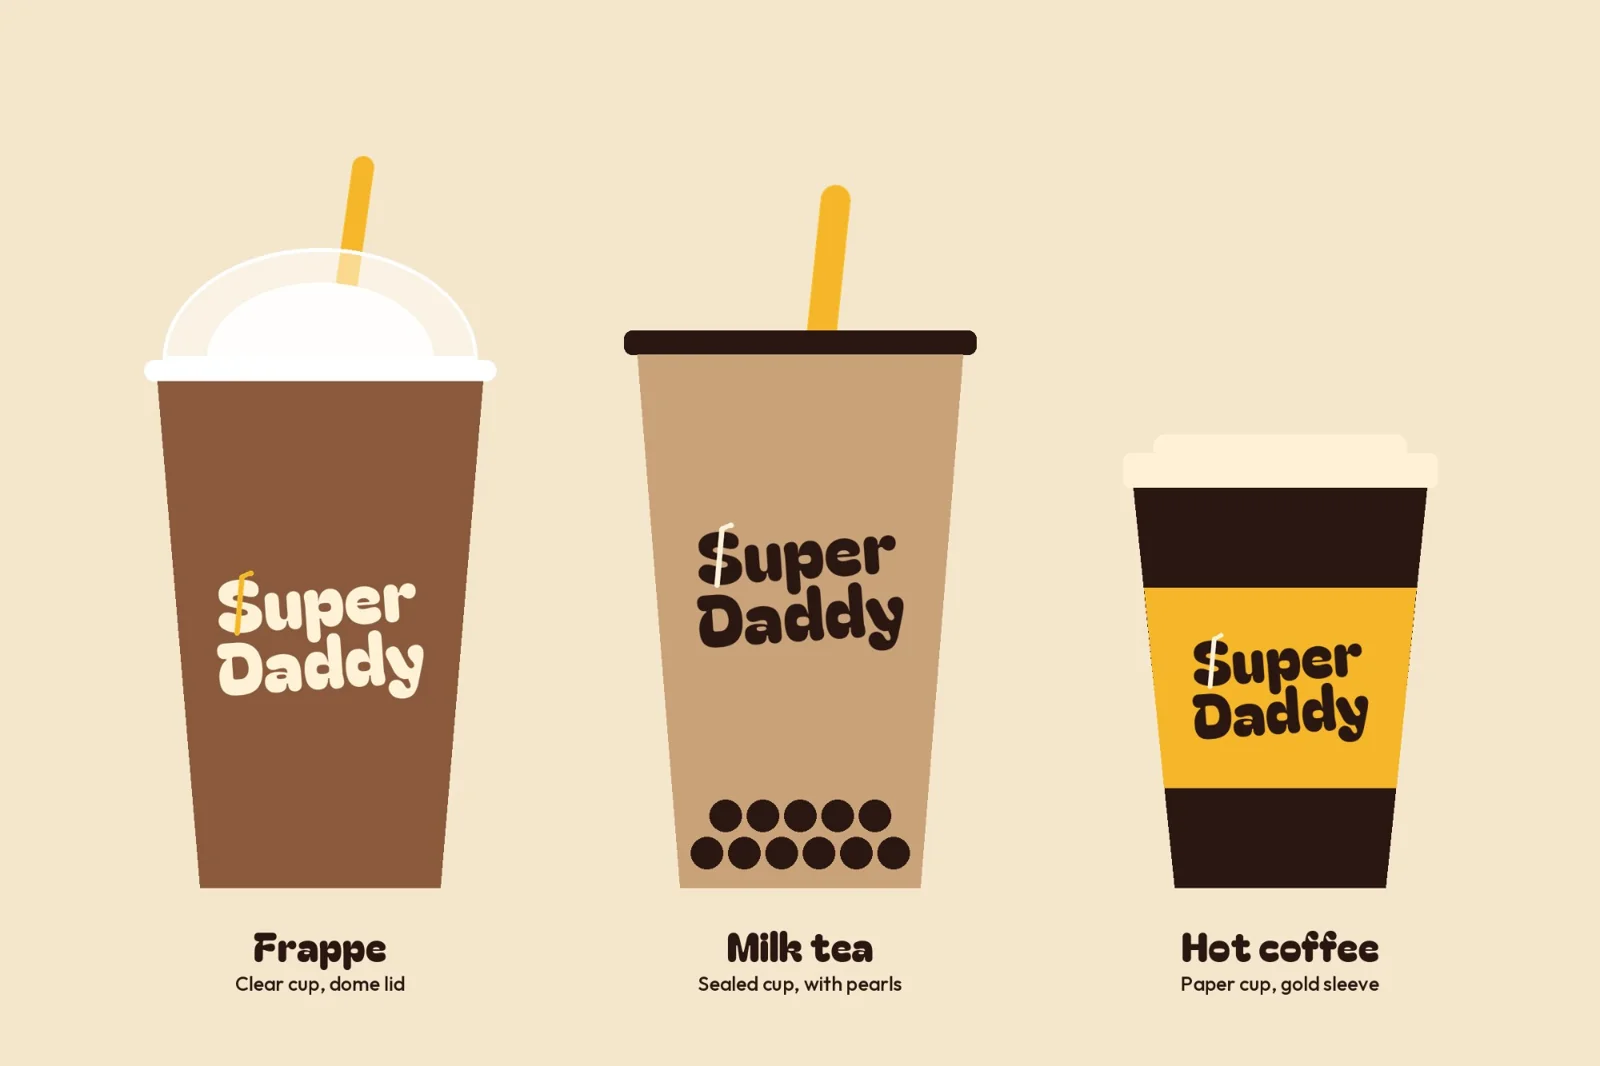 Super
Daddy
Super
Daddy
Super
Daddy
Frappe
Clear cup, dome lid
Milk tea
Sealed cup, with pearls
Hot coffee
Paper cup, gold sleeve